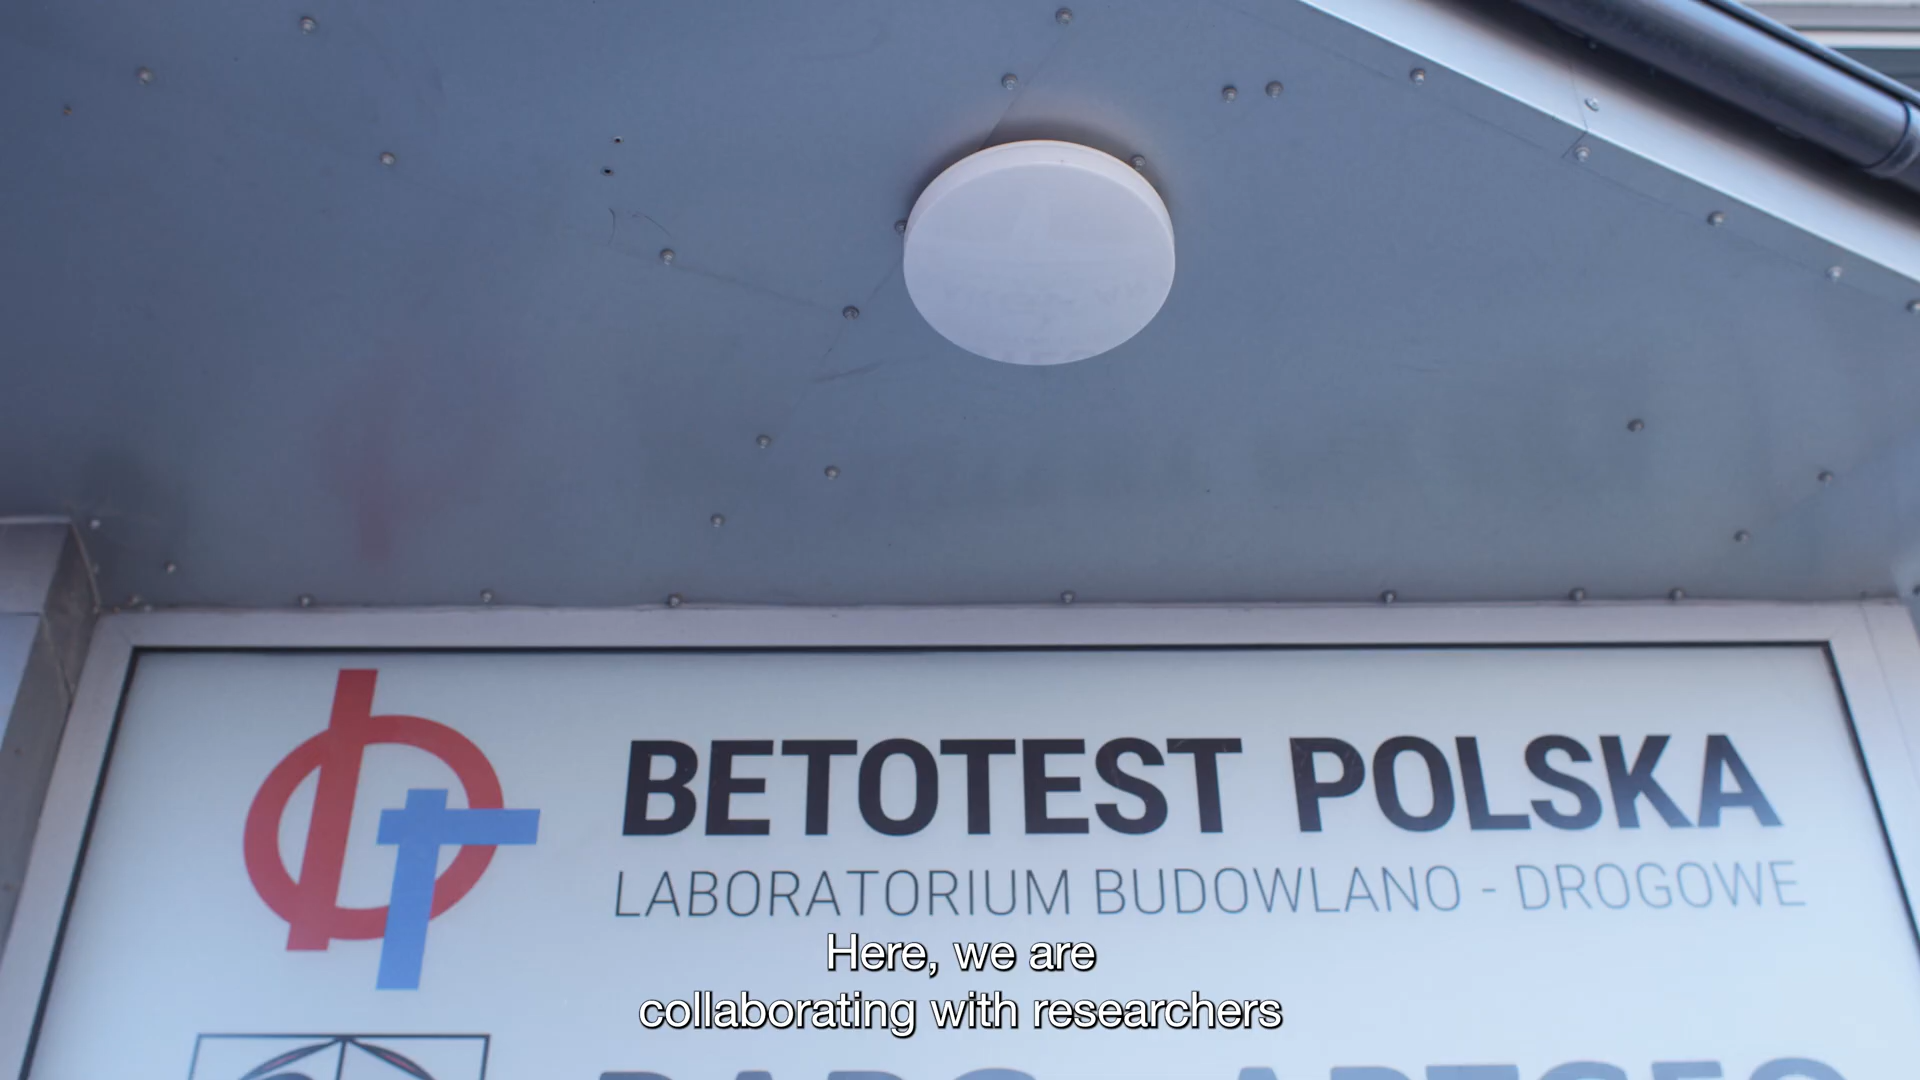 BETOTEST POLSKA
LABORATORIUM BUDOWLANO - DROGOWE
Here, we are
collaborating with researchers